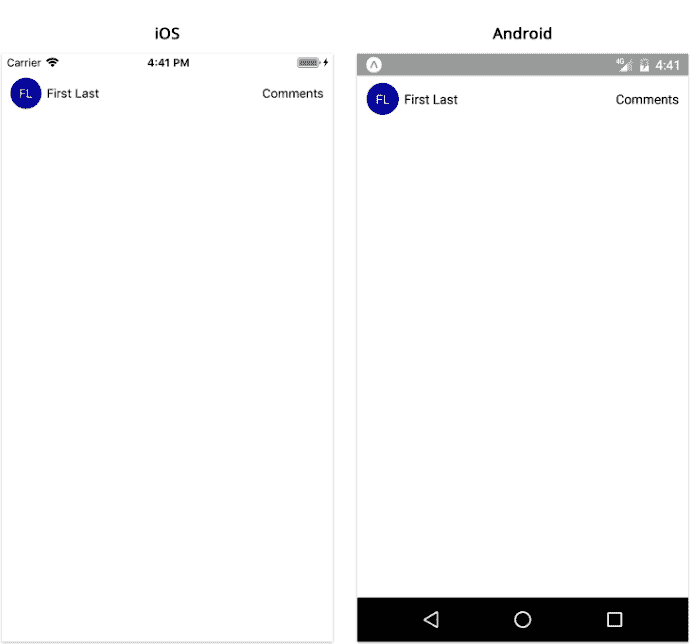 iOS
Android
Carrier 4:41 PM
4G 4:41
FL First Last Comments
FL First Last Comments